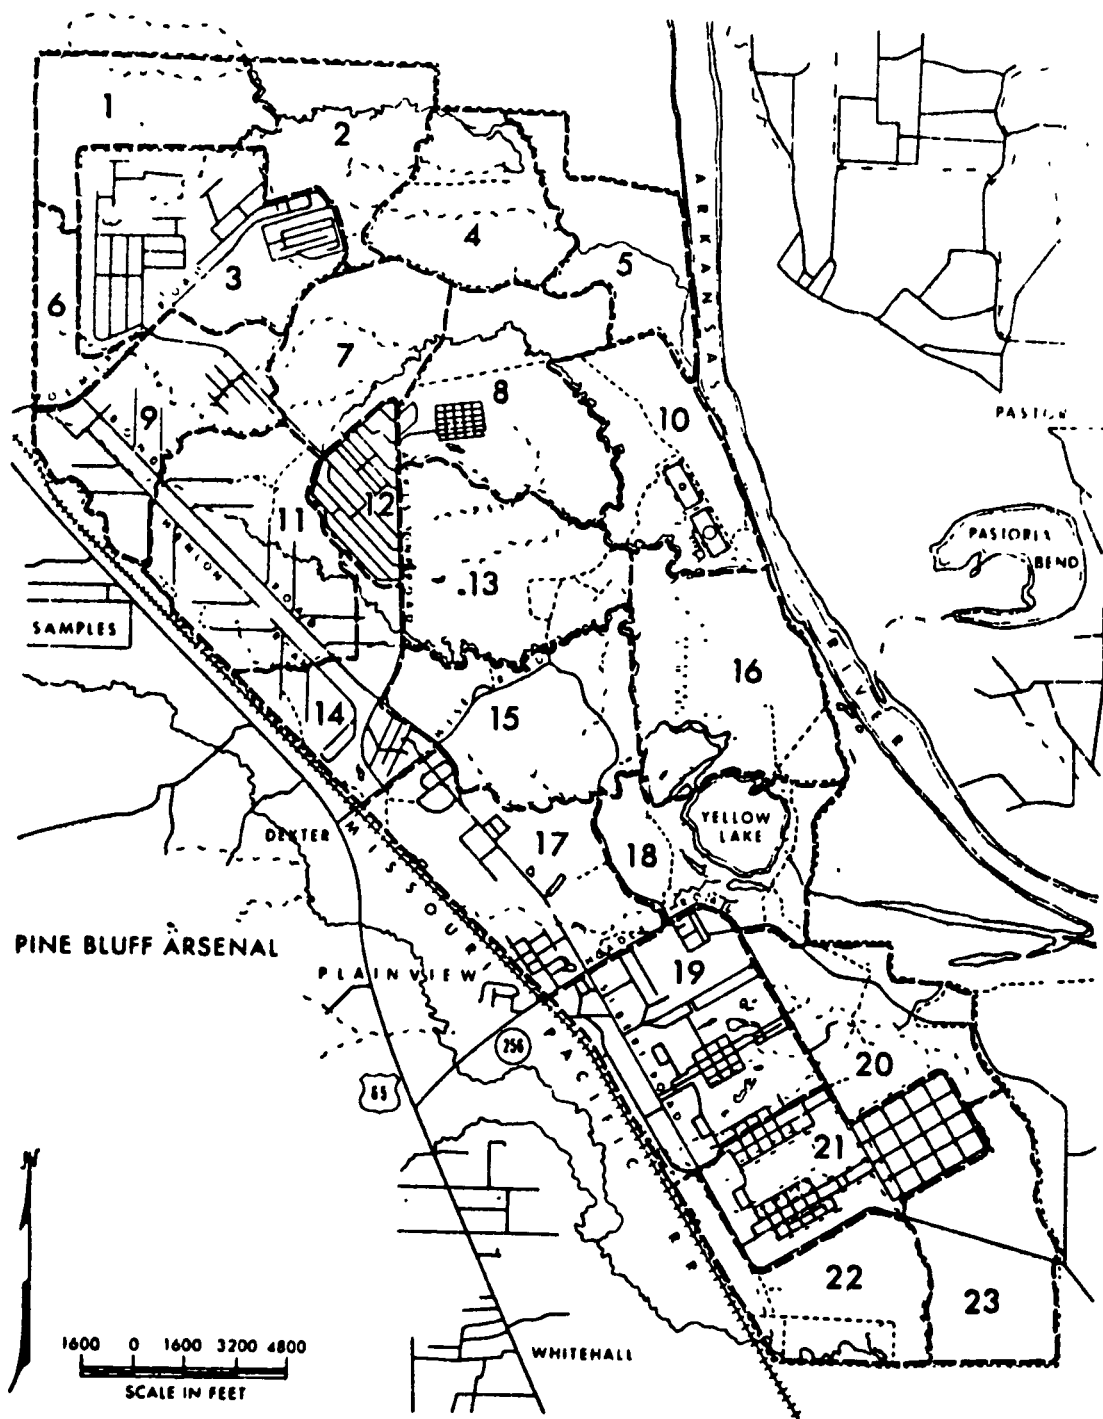 1
2
ARKANSAS
4
5
3
6
7
8
PASTOR
9
10
12
11
PASTORIA
BEND
13
SAMPLES
RIVER
16
14
15
YELLOW
LAKE
DEXTER
17
18
MISSOURI PACIFIC RR
PINE BLUFF ARSENAL
PLAINVIEW
19
256
65
20
21
N
22
23
1600 0 1600 3200 4800
SCALE IN FEET
WHITEHALL